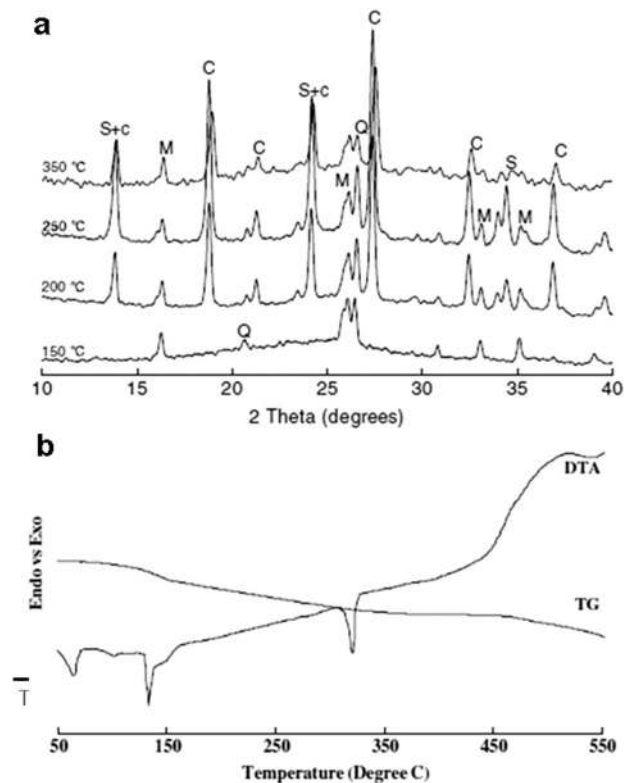 a
C
C
S+c
S+c
Q
M
C
C
S
C
350 °C
M
M
M
250 °C
200 °C
Q
150 °C
10 15 20 25 30 35 40
2 Theta (degrees)
b
DTA
Endo vs Exo
TG
T
50 150 250 350 450 550
Temperature (Degree C)